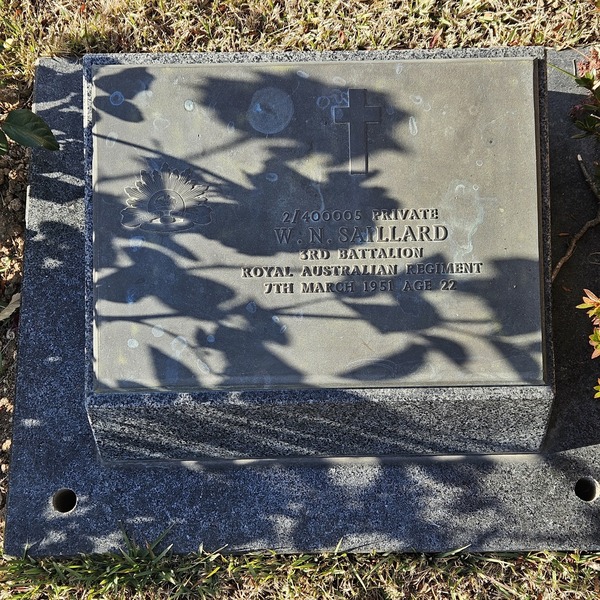 2/400005 PRIVATE
W. N. SAILLARD
3RD BATTALION
ROYAL AUSTRALIAN REGIMENT
7TH MARCH 1951 AGE 22